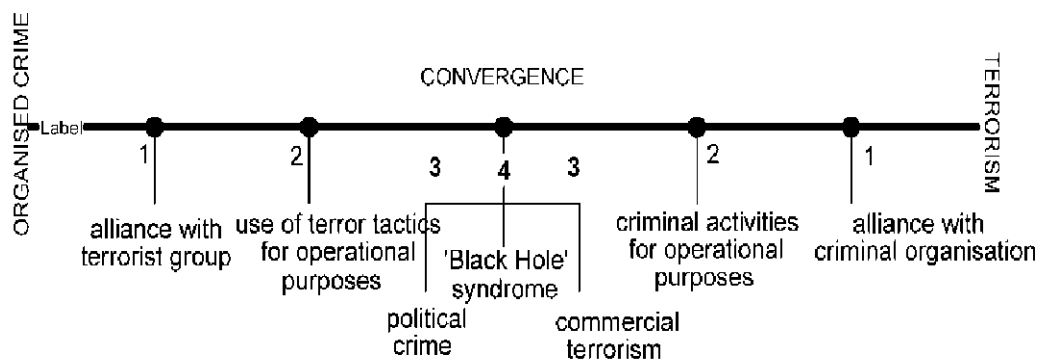 ORGANISED CRIME
CONVERGENCE
TERRORISM
Label
1
2
3
4
3
2
1
alliance with
terrorist group
use of terror tactics
for operational
purposes
'Black Hole'
syndrome
criminal activities
for operational
purposes
alliance with
criminal organisation
political
crime
commercial
terrorism